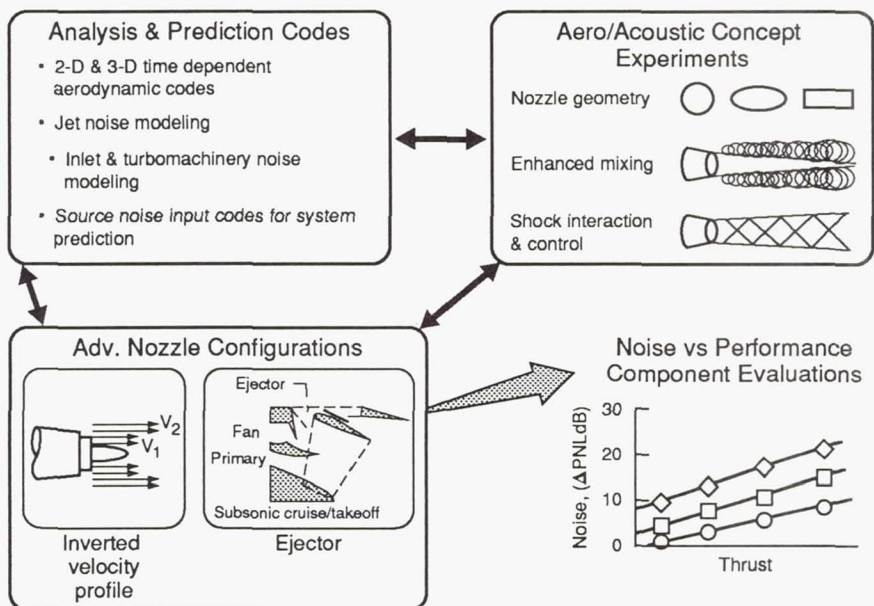 Analysis & Prediction Codes
• 2-D & 3-D time dependent
aerodynamic codes
• Jet noise modeling
• Inlet & turbomachinery noise
modeling
• Source noise input codes for system
prediction
Aero/Acoustic Concept
Experiments
Nozzle geometry
Enhanced mixing
Shock interaction
& control
Adv. Nozzle Configurations
V2
V1
Inverted
velocity
profile
Ejector
Fan
Primary
Subsonic cruise/takeoff
Ejector
Noise vs Performance
Component Evaluations
Noise, (ΔPNLdB)
30
20
10
0
Thrust